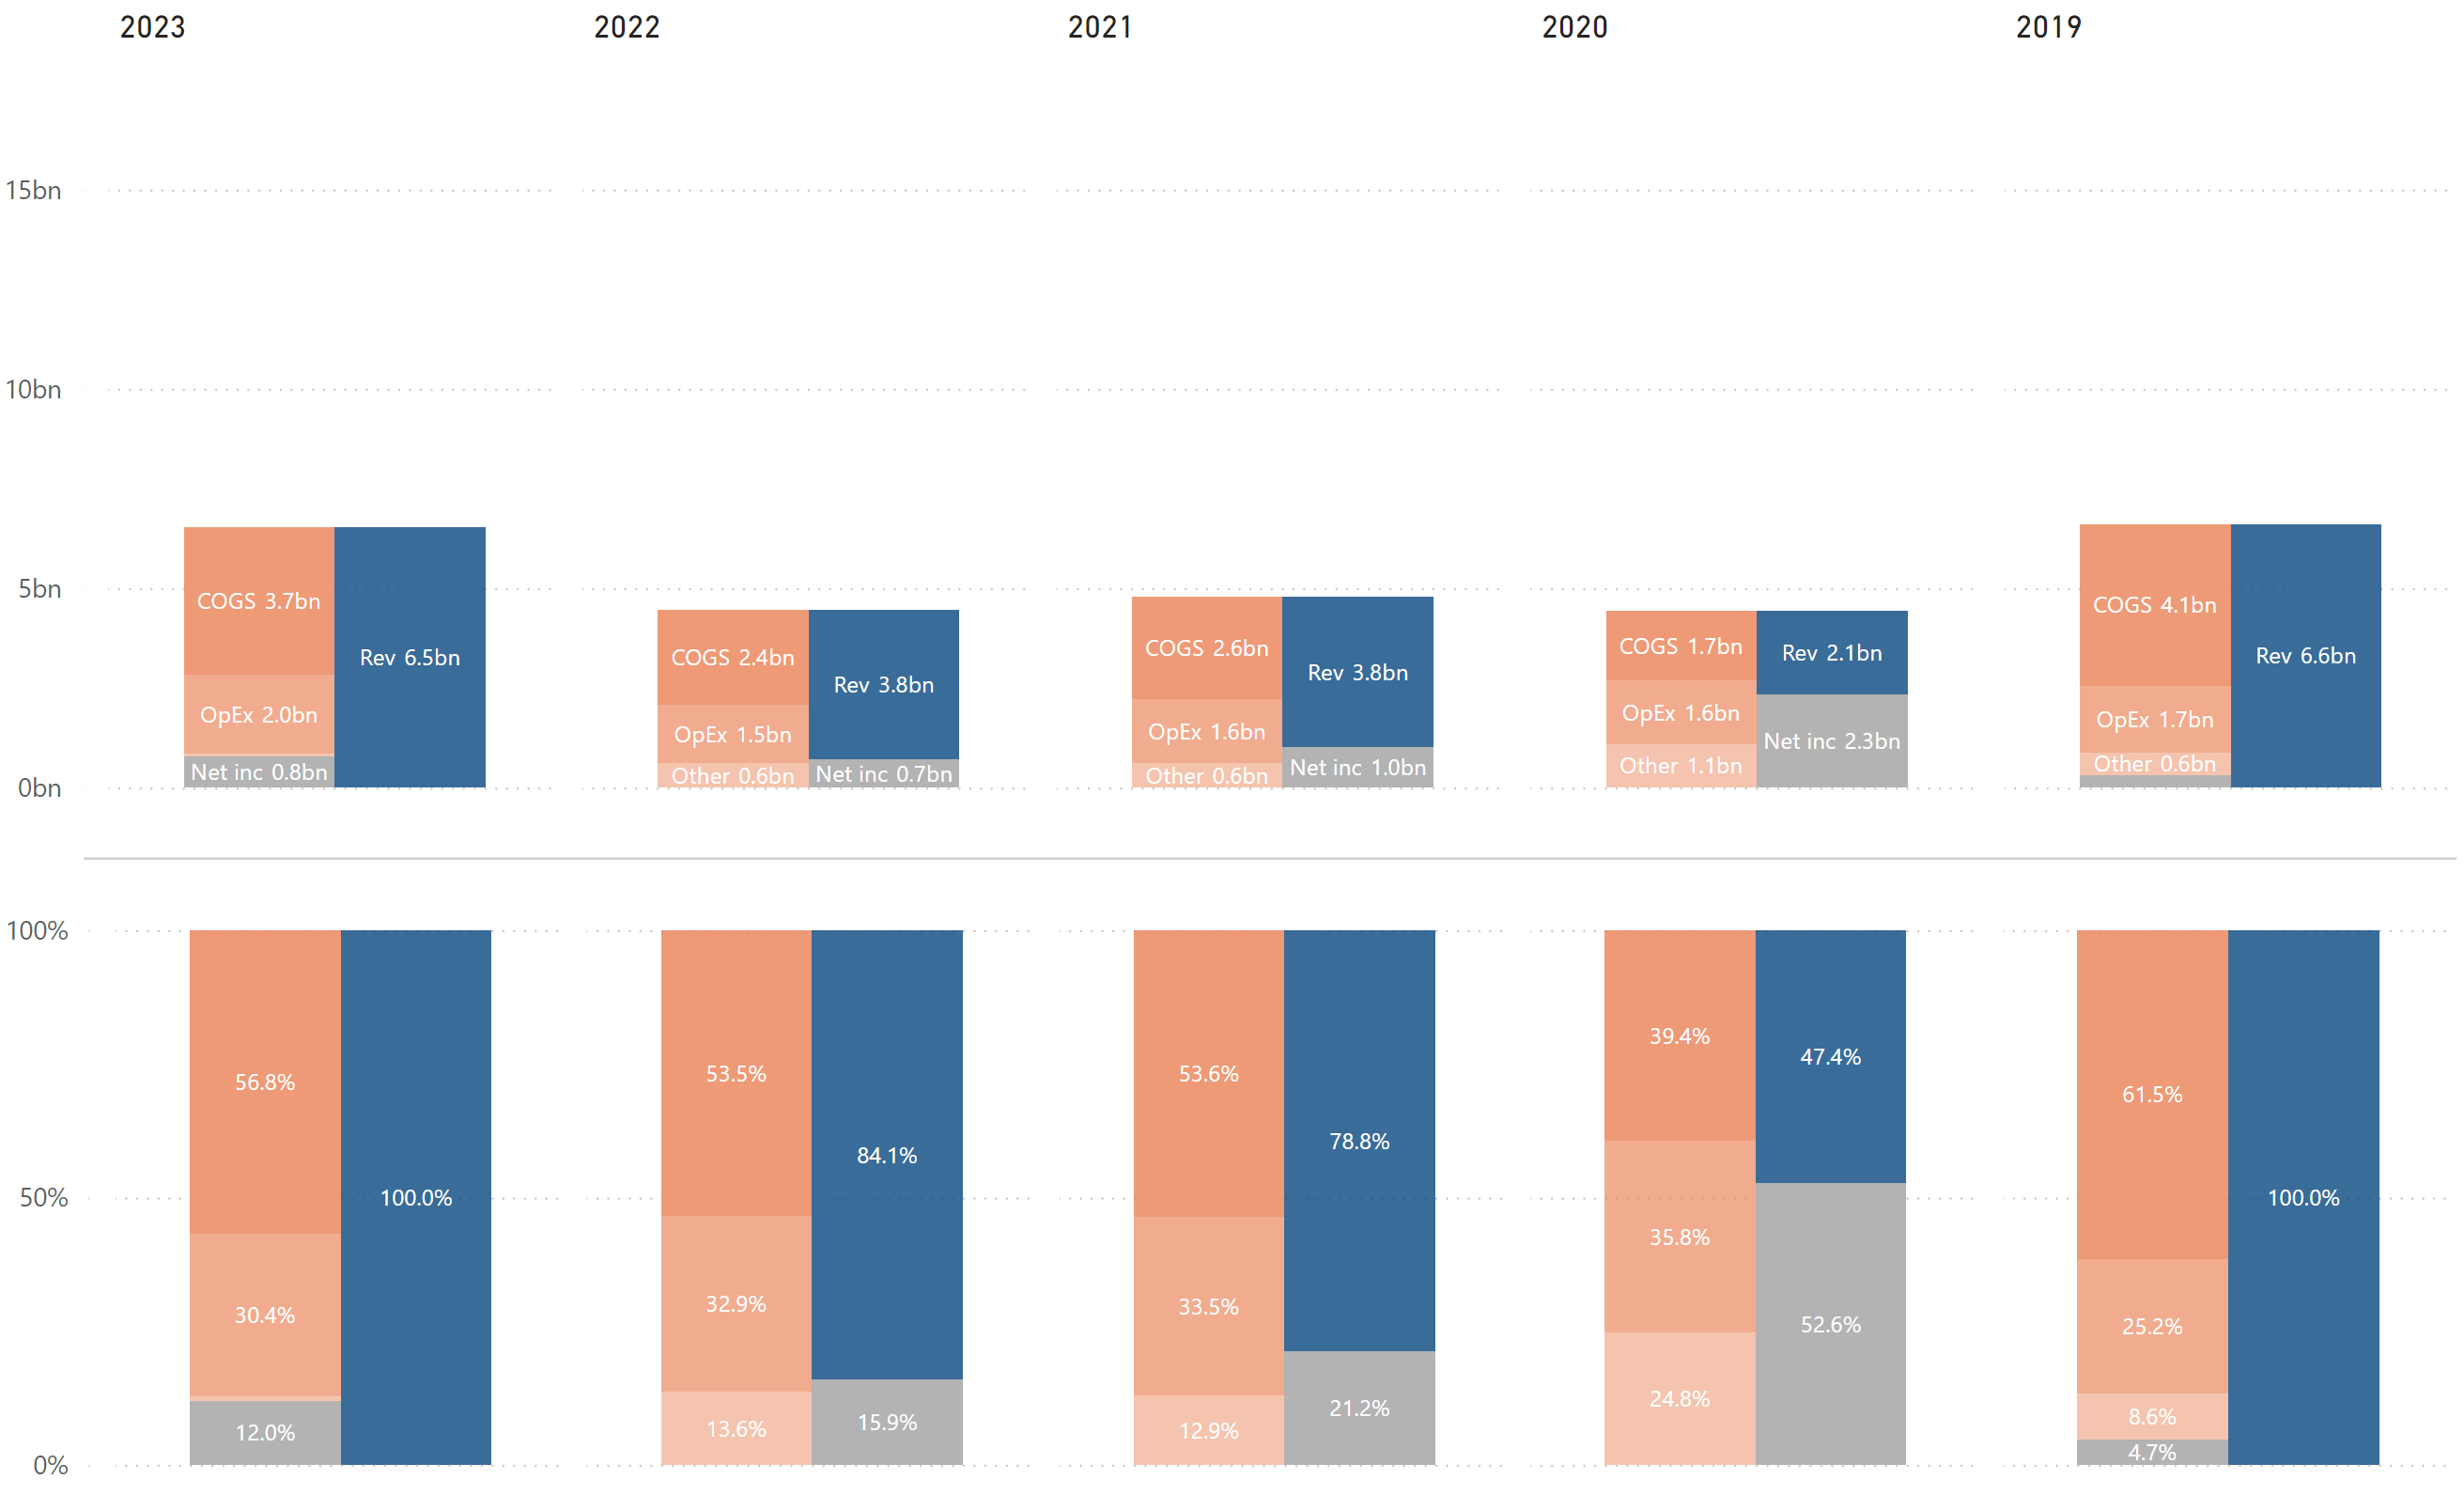 2023 2022 2021 2020 2019
15bn
10bn
5bn
0bn
COGS 3.7bn
OpEx 2.0bn
Net inc 0.8bn
Rev 6.5bn
COGS 2.4bn
OpEx 1.5bn
Other 0.6bn
Rev 3.8bn
Net inc 0.7bn
COGS 2.6bn
OpEx 1.6bn
Other 0.6bn
Rev 3.8bn
Net inc 1.0bn
COGS 1.7bn
OpEx 1.6bn
Other 1.1bn
Rev 2.1bn
Net inc 2.3bn
COGS 4.1bn
OpEx 1.7bn
Other 0.6bn
Rev 6.6bn
100%
50%
0%
56.8%
30.4%
12.0%
100.0%
53.5%
32.9%
13.6%
84.1%
15.9%
53.6%
33.5%
12.9%
78.8%
21.2%
39.4%
35.8%
24.8%
47.4%
52.6%
61.5%
25.2%
8.6%
4.7%
100.0%